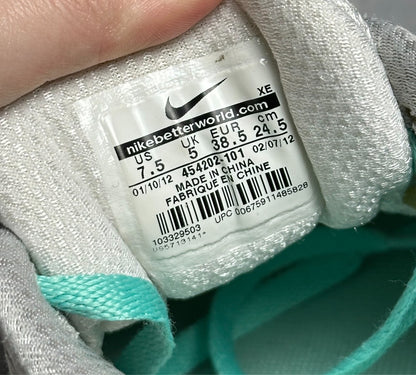 XE
nikebetterworld.com
US UK EUR cm
7.5 5 38.5 24.5
01/10/12 454202-101 02/07/12
MADE IN CHINA
FABRIQUE EN CHINE
103329503 UPC 00675911485828